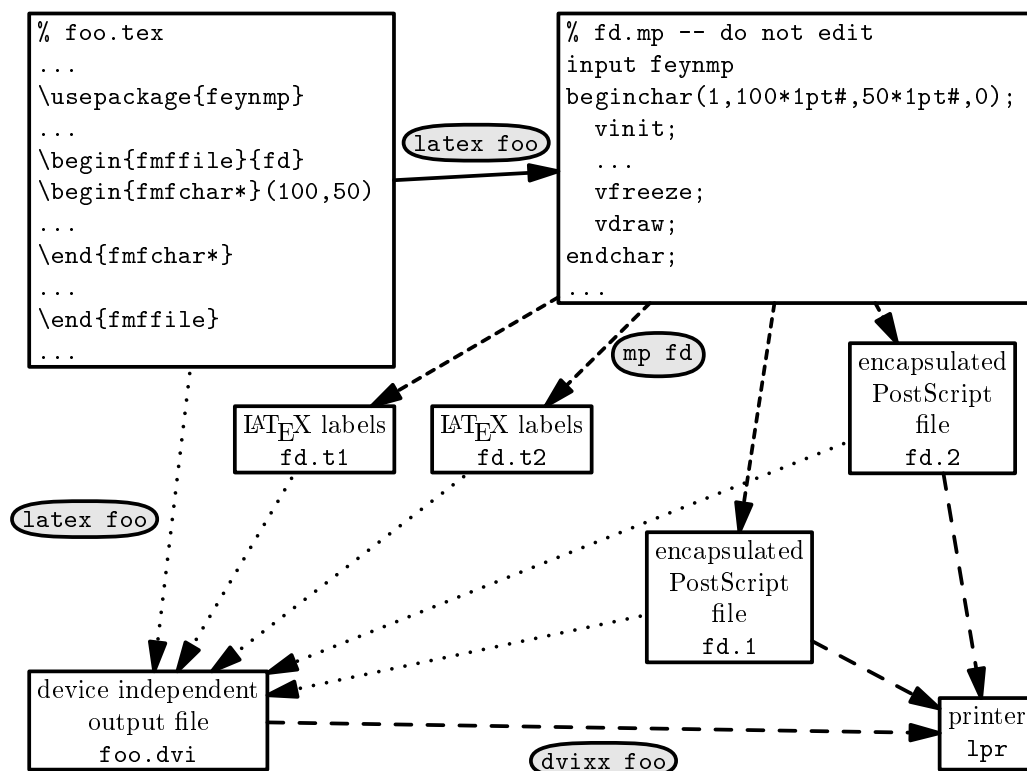 % foo.tex
...
\usepackage{feynmp}
...
\begin{fmffile}{fd}
\begin{fmfchar*}(100,50)
...
\end{fmfchar*}
...
\end{fmffile}
...
latex foo
% fd.mp -- do not edit
input feynmp
beginchar(1,100*1pt#,50*1pt#,0);
vinit;
...
vfreeze;
vdraw;
endchar;
...
mp fd
LATEX labels
fd.t1
LATEX labels
fd.t2
encapsulated
PostScript
file
fd.2
latex foo
encapsulated
PostScript
file
fd.1
device independent
output file
foo.dvi
dvixx foo
printer
lpr